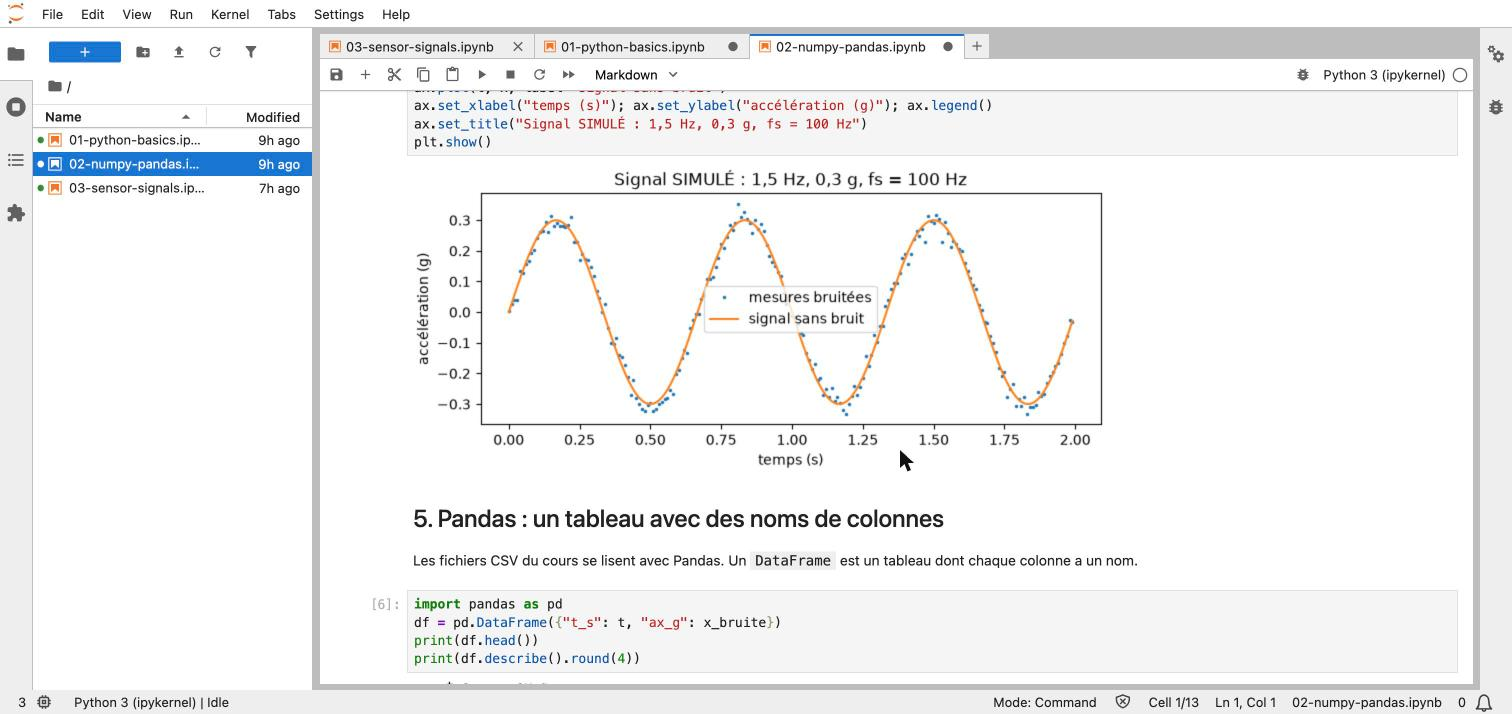 File Edit View Run Kernel Tabs Settings Help
/
Name Modified
01-python-basics.ip... 9h ago
02-numpy-pandas.i... 9h ago
03-sensor-signals.ip... 7h ago
03-sensor-signals.ipynb 01-python-basics.ipynb 02-numpy-pandas.ipynb
Markdown Python 3 (ipykernel)
ax.set_xlabel("temps (s)"); ax.set_ylabel("accélération (g)"); ax.legend()
ax.set_title("Signal SIMULÉ : 1,5 Hz, 0,3 g, fs = 100 Hz")
plt.show()
Signal SIMULÉ : 1,5 Hz, 0,3 g, fs = 100 Hz
accélération (g)
0.3
0.2
0.1
0.0
−0.1
−0.2
−0.3
mesures bruitées
signal sans bruit
0.00 0.25 0.50 0.75 1.00 1.25 1.50 1.75 2.00
temps (s)
5. Pandas : un tableau avec des noms de colonnes
Les fichiers CSV du cours se lisent avec Pandas. Un DataFrame est un tableau dont chaque colonne a un nom.
[6]:
import pandas as pd
df = pd.DataFrame({"t_s": t, "ax_g": x_bruite})
print(df.head())
print(df.describe().round(4))
3 Python 3 (ipykernel) | Idle Mode: Command Cell 1/13 Ln 1, Col 1 02-numpy-pandas.ipynb 0